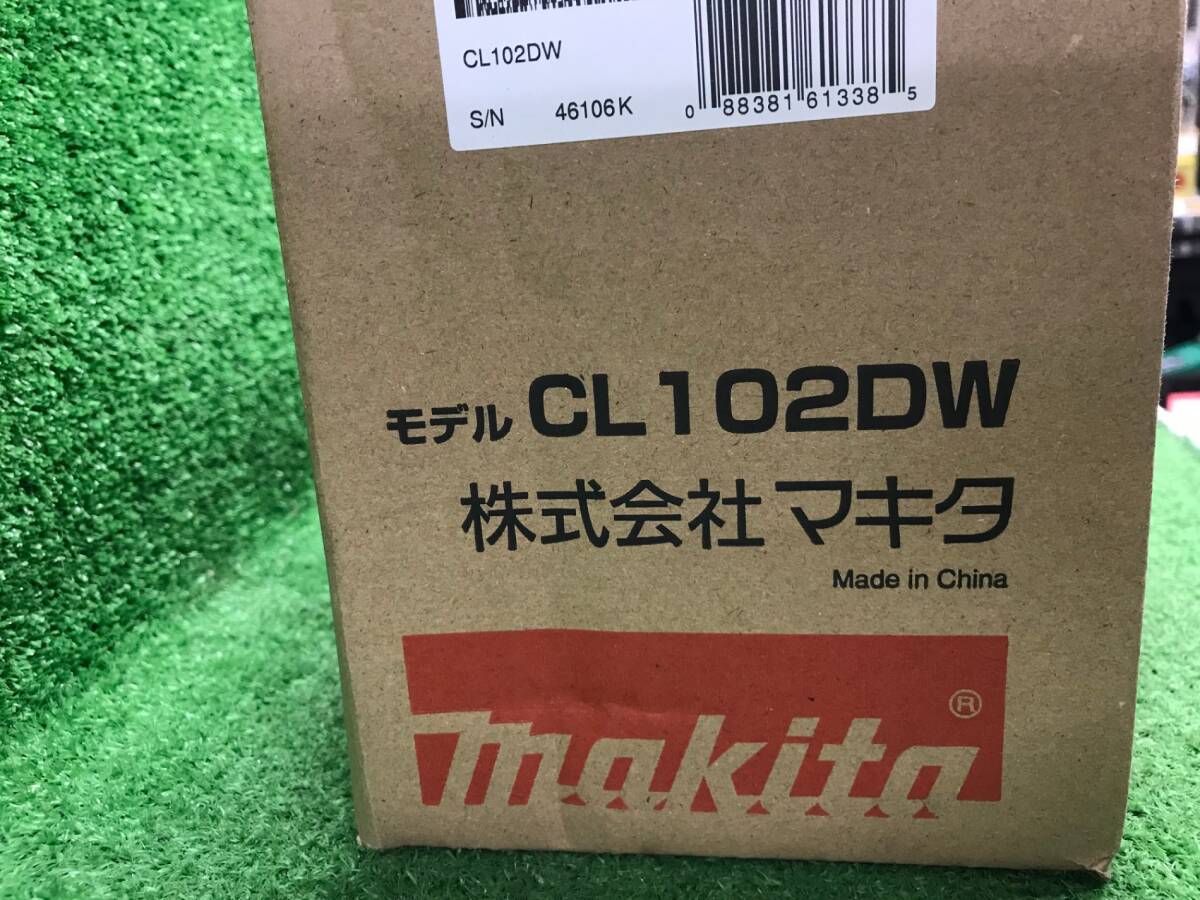 CL102DW
S/N 46106K
0 88381 61338 5
モデル CL102DW
株式会社マキタ
Made in China
makita ®